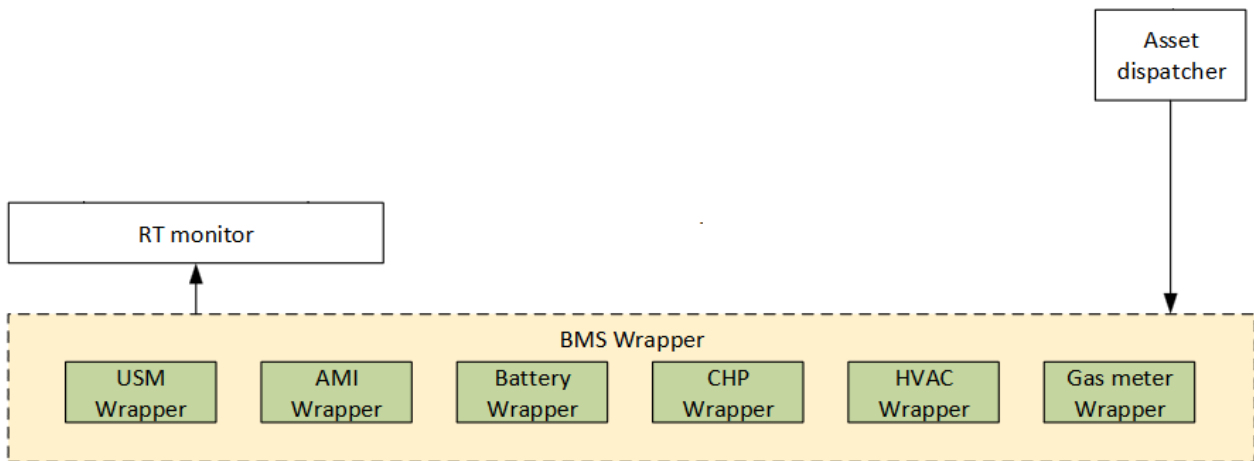 Asset
dispatcher
RT monitor
BMS Wrapper
USM
Wrapper
AMI
Wrapper
Battery
Wrapper
CHP
Wrapper
HVAC
Wrapper
Gas meter
Wrapper